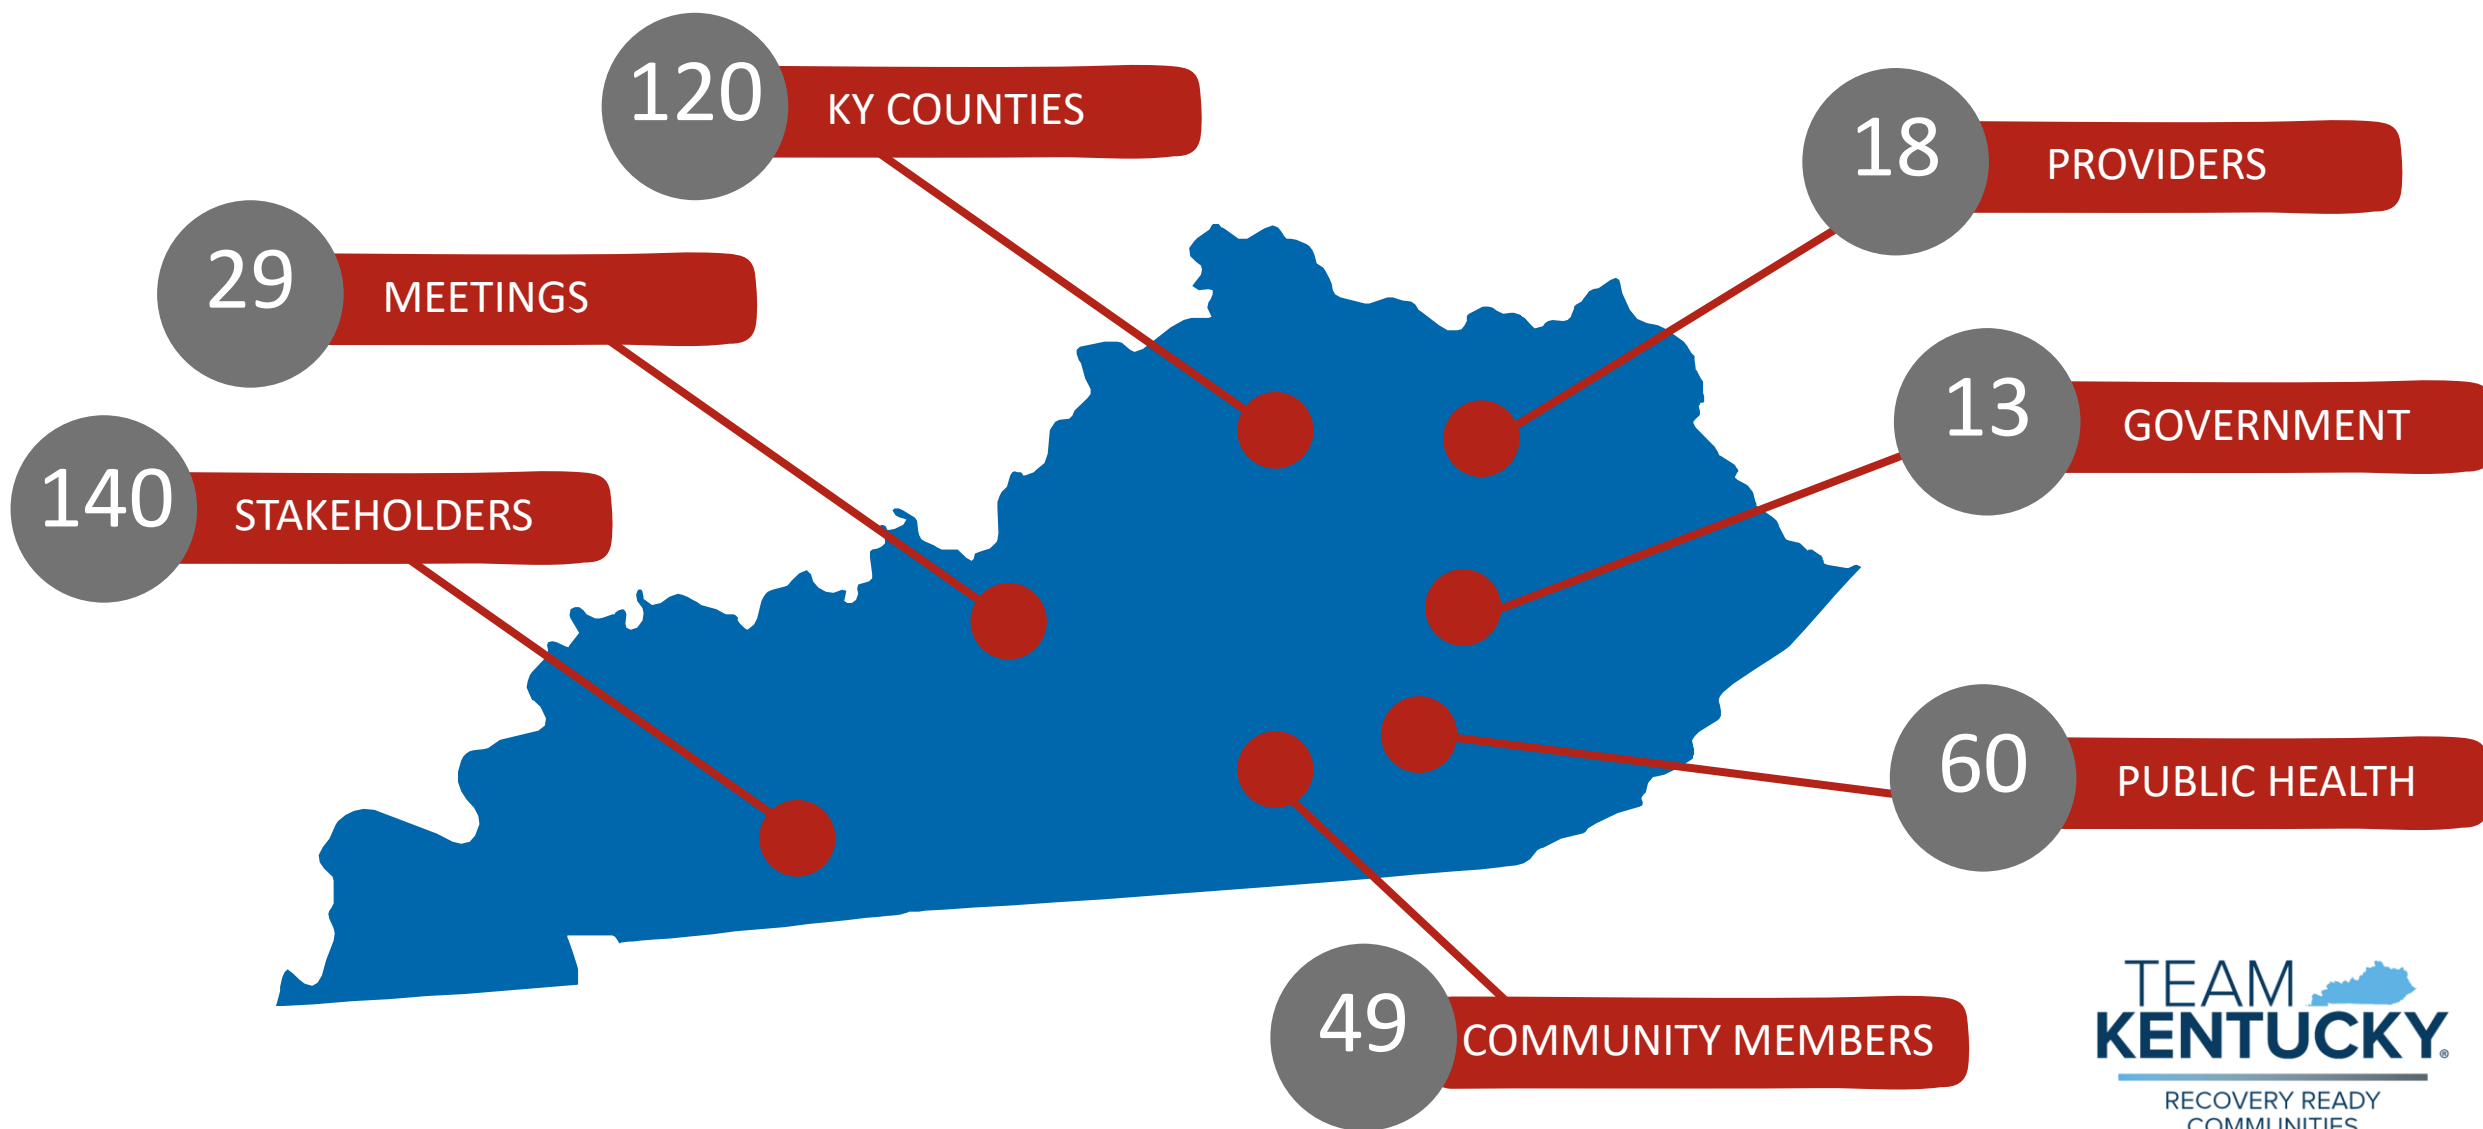 120
KY COUNTIES
18
PROVIDERS
29
MEETINGS
13
GOVERNMENT
140
STAKEHOLDERS
60
PUBLIC HEALTH
49
COMMUNITY MEMBERS
TEAM
KENTUCKY®
RECOVERY READY
COMMUNITIES